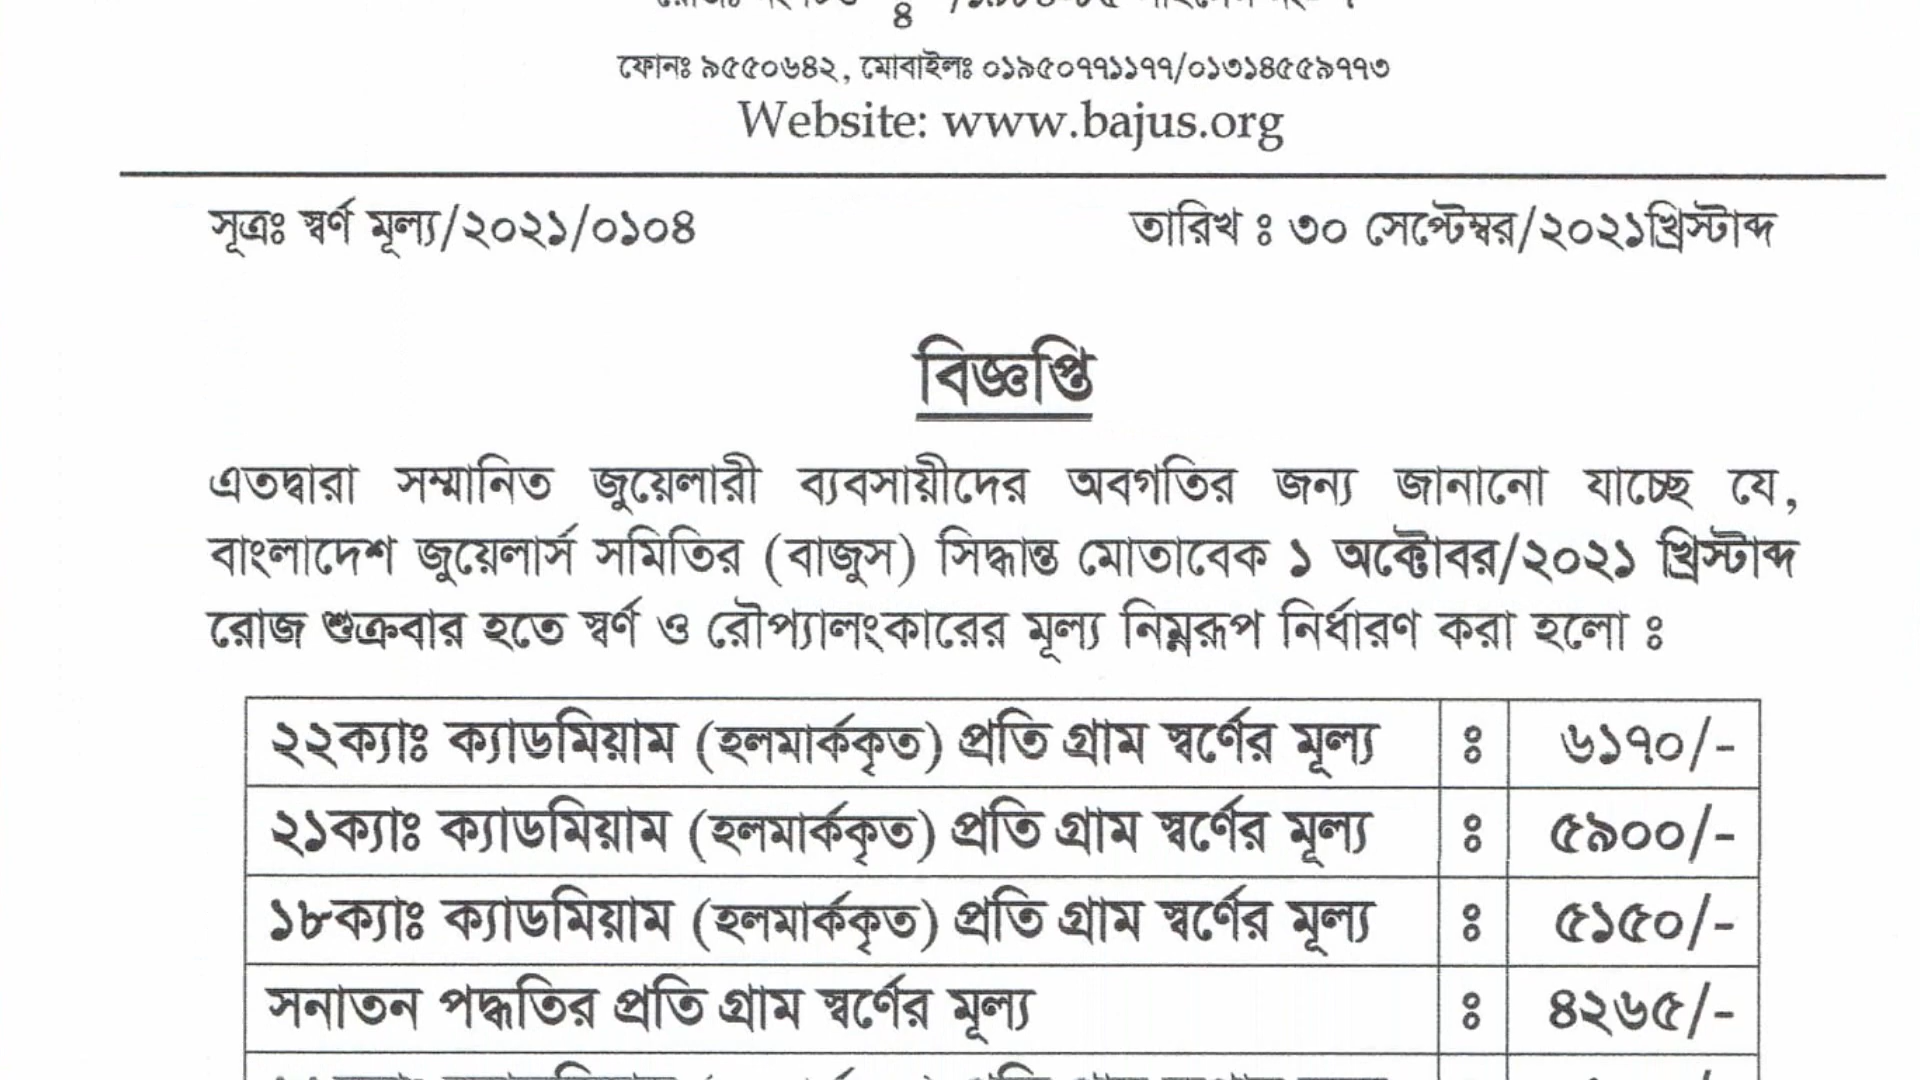 ফোনঃ ৯৫৫০৬৪২, মোবাইলঃ ০১৯৫০৭৭১১৭৭/০১৩১৪৫৫৯৭৭৩
Website: www.bajus.org
সূত্রঃ স্বর্ণ মূল্য/২০২১/০১০৪ তারিখ ঃ ৩০ সেপ্টেম্বর/২০২১খ্রিস্টাব্দ
বিজ্ঞপ্তি
এতদ্বারা সম্মানিত জুয়েলারী ব্যবসায়ীদের অবগতির জন্য জানানো যাচ্ছে যে,
বাংলাদেশ জুয়েলার্স সমিতির (বাজুস) সিদ্ধান্ত মোতাবেক ১ অক্টোবর/২০২১ খ্রিস্টাব্দ
রোজ শুক্রবার হতে স্বর্ণ ও রৌপ্যালংকারের মূল্য নিম্নরূপ নির্ধারণ করা হলো ঃ
২২ক্যাঃ ক্যাডমিয়াম (হলমার্ককৃত) প্রতি গ্রাম স্বর্ণের মূল্য ঃ ৬১৭০/-
২১ক্যাঃ ক্যাডমিয়াম (হলমার্ককৃত) প্রতি গ্রাম স্বর্ণের মূল্য ঃ ৫৯০০/-
১৮ক্যাঃ ক্যাডমিয়াম (হলমার্ককৃত) প্রতি গ্রাম স্বর্ণের মূল্য ঃ ৫১৫০/-
সনাতন পদ্ধতির প্রতি গ্রাম স্বর্ণের মূল্য ঃ ৪২৬৫/-